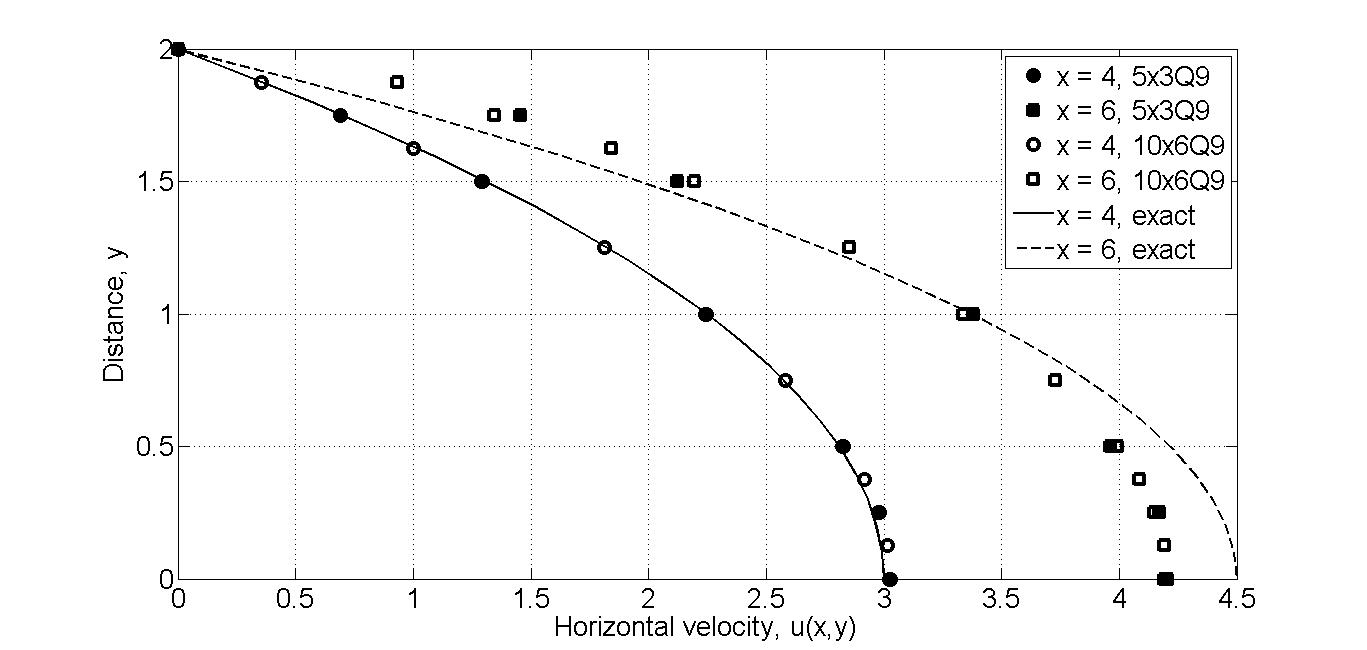 2
1.5
1
0.5
0
0
0.5
1
1.5
2
2.5
3
3.5
4
4.5
Distance, y
Horizontal velocity, u(x,y)
x = 4, 5x3Q9
x = 6, 5x3Q9
x = 4, 10x6Q9
x = 6, 10x6Q9
x = 4, exact
x = 6, exact